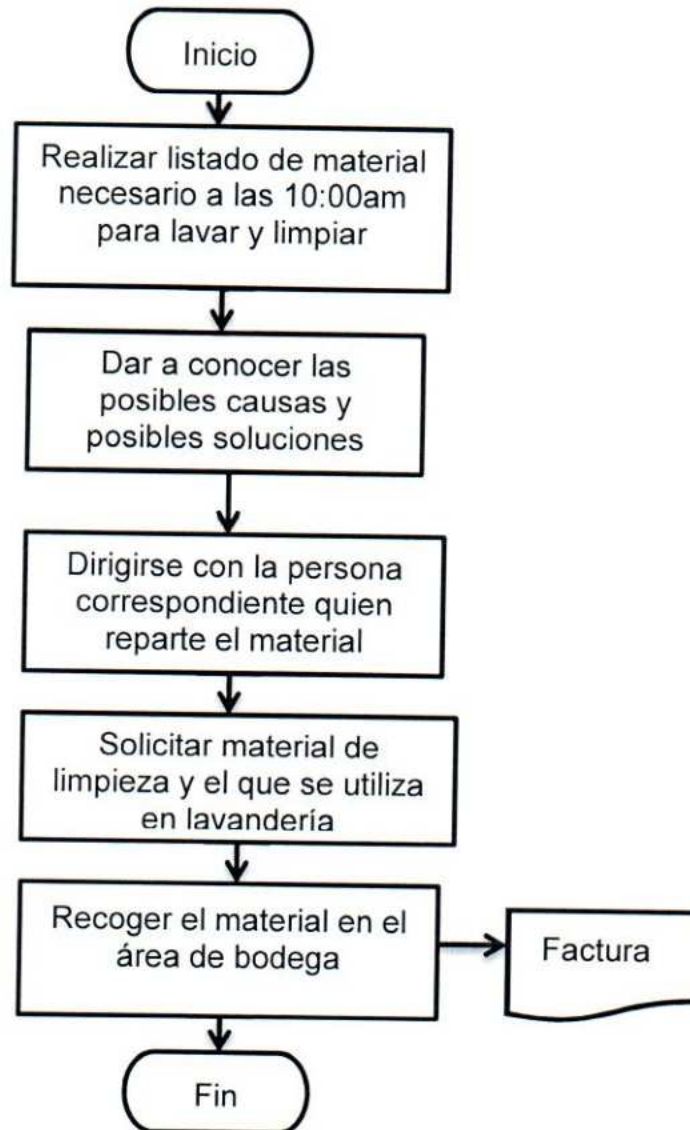 Inicio
Realizar listado de material
necesario a las 10:00am
para lavar y limpiar
Dar a conocer las
posibles causas y
posibles soluciones
Dirigirse con la persona
correspondiente quien
reparte el material
Solicitar material de
limpieza y el que se utiliza
en lavandería
Recoger el material en el
área de bodega
Factura
Fin